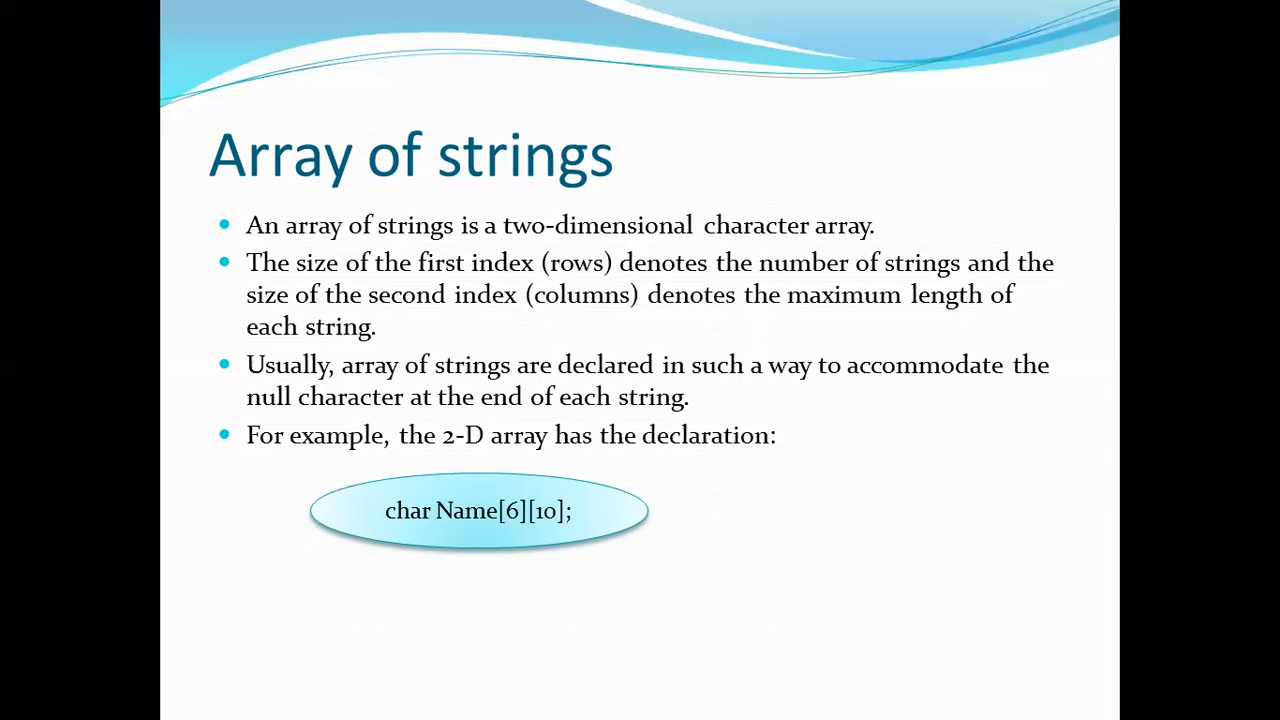 Array of strings
An array of strings is a two-dimensional character array.
The size of the first index (rows) denotes the number of strings and the
size of the second index (columns) denotes the maximum length of
each string.
Usually, array of strings are declared in such a way to accommodate the
null character at the end of each string.
For example, the 2-D array has the declaration:
char Name[6][10];